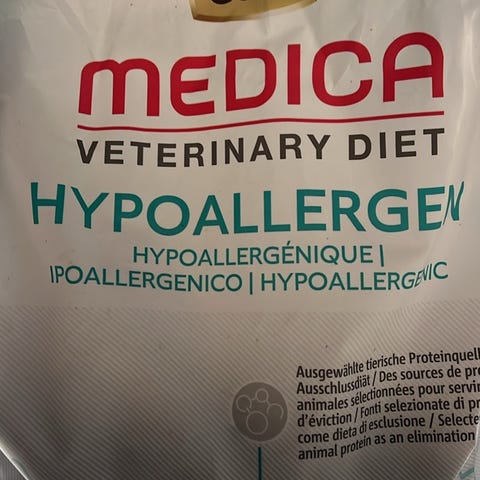 MEDICA
VETERINARY DIET
HYPOALLERGEN
HYPOALLERGÉNIQUE |
IPOALLERGENICO | HYPOALLERGENIC
Ausgewählte tierische Proteinquell
Ausschlussdiät / Des sources de pro
animales sélectionnées pour servi
d'éviction / Fonti selezionate di p
come dieta di esclusione / Selecte
animal protein as an elimination